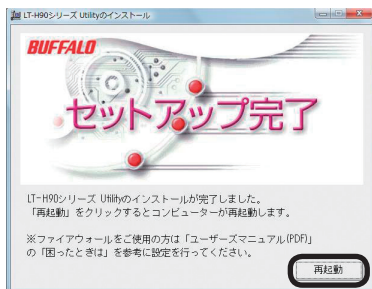 LT-H90シリーズ Utilityのインストール
BUFFALO
セットアップ完了
LT-H90シリーズ Utilityのインストールが完了しました。
「再起動」をクリックするとコンピューターが再起動します。
※ファイアウォールをご使用の方は「ユーザーズマニュアル(PDF)」
の「困ったときは」を参考に設定を行ってください。
再起動